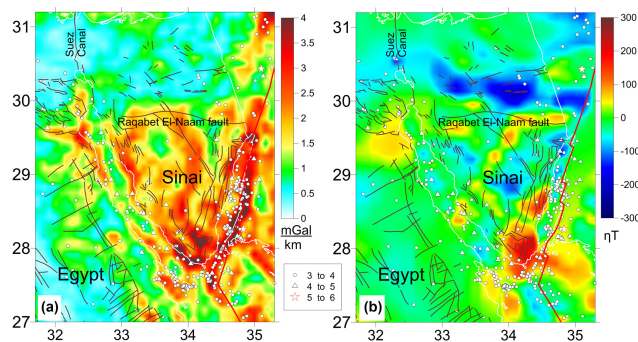 31
30
29
28
27
32
33
34
35
Suez
Canal
Raqabet El-Naam fault
Sinai
Egypt
(a)
4
3.5
3
2.5
2
1.5
1
0.5
0
mGal
km
3 to 4
4 to 5
5 to 6
31
30
29
28
27
32
33
34
35
Suez
Canal
Raqabet El-Naam fault
Sinai
Egypt
(b)
300
200
100
0
-100
-200
-300
ηT